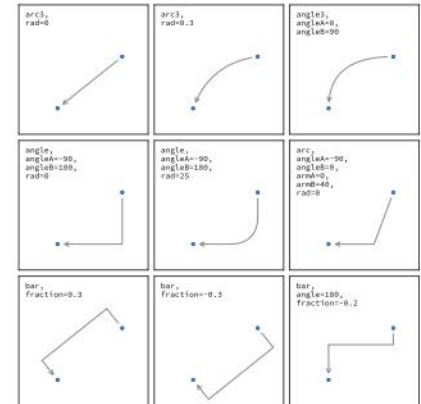 arc3,
rad=0
arc3,
rad=0.3
angle3,
angleA=0,
angleB=90
angle,
angleA=-90,
angleB=180,
rad=0
angle,
angleA=-90,
angleB=180,
rad=25
arc,
angleA=-90,
angleB=0,
armA=0,
armB=40,
rad=0
bar,
fraction=0.3
bar,
fraction=-0.3
bar,
angle=180,
fraction=-0.2